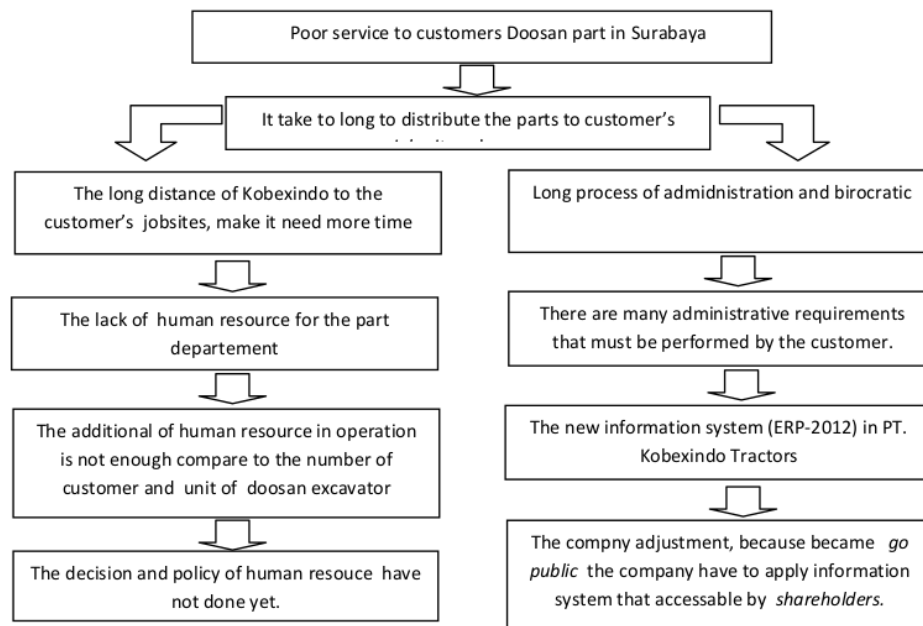 Poor service to customers Doosan part in Surabaya
It take to long to distribute the parts to customer's
The long distance of Kobexindo to the
customer's jobsites, make it need more time
Long process of admidnistration and birocratic
The lack of human resource for the part
departement
There are many administrative requirements
that must be performed by the customer.
The additional of human resource in operation
is not enough compare to the number of
customer and unit of doosan excavator
The new information system (ERP-2012) in PT.
Kobexindo Tractors
The decision and policy of human resouce have
not done yet.
The compny adjustment, because became go
public the company have to apply information
system that accessable by shareholders.